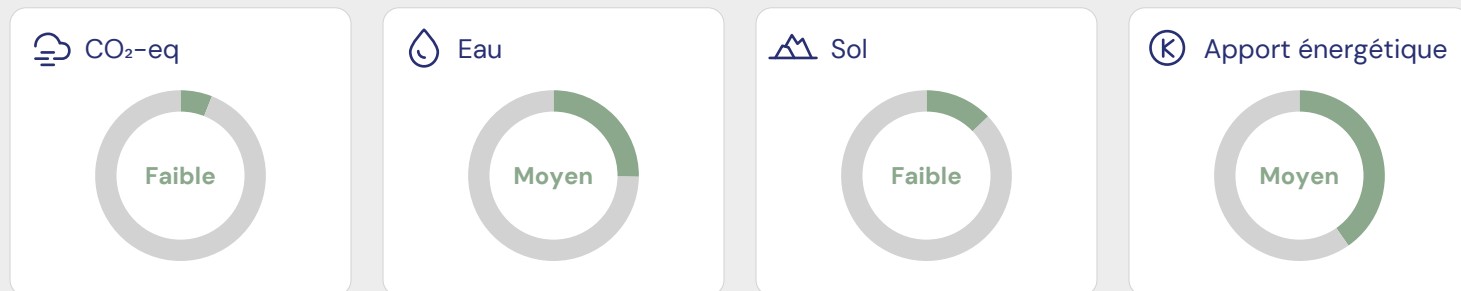 CO₂-eq
Faible
Eau
Moyen
Sol
Faible
Apport énergétique
Moyen